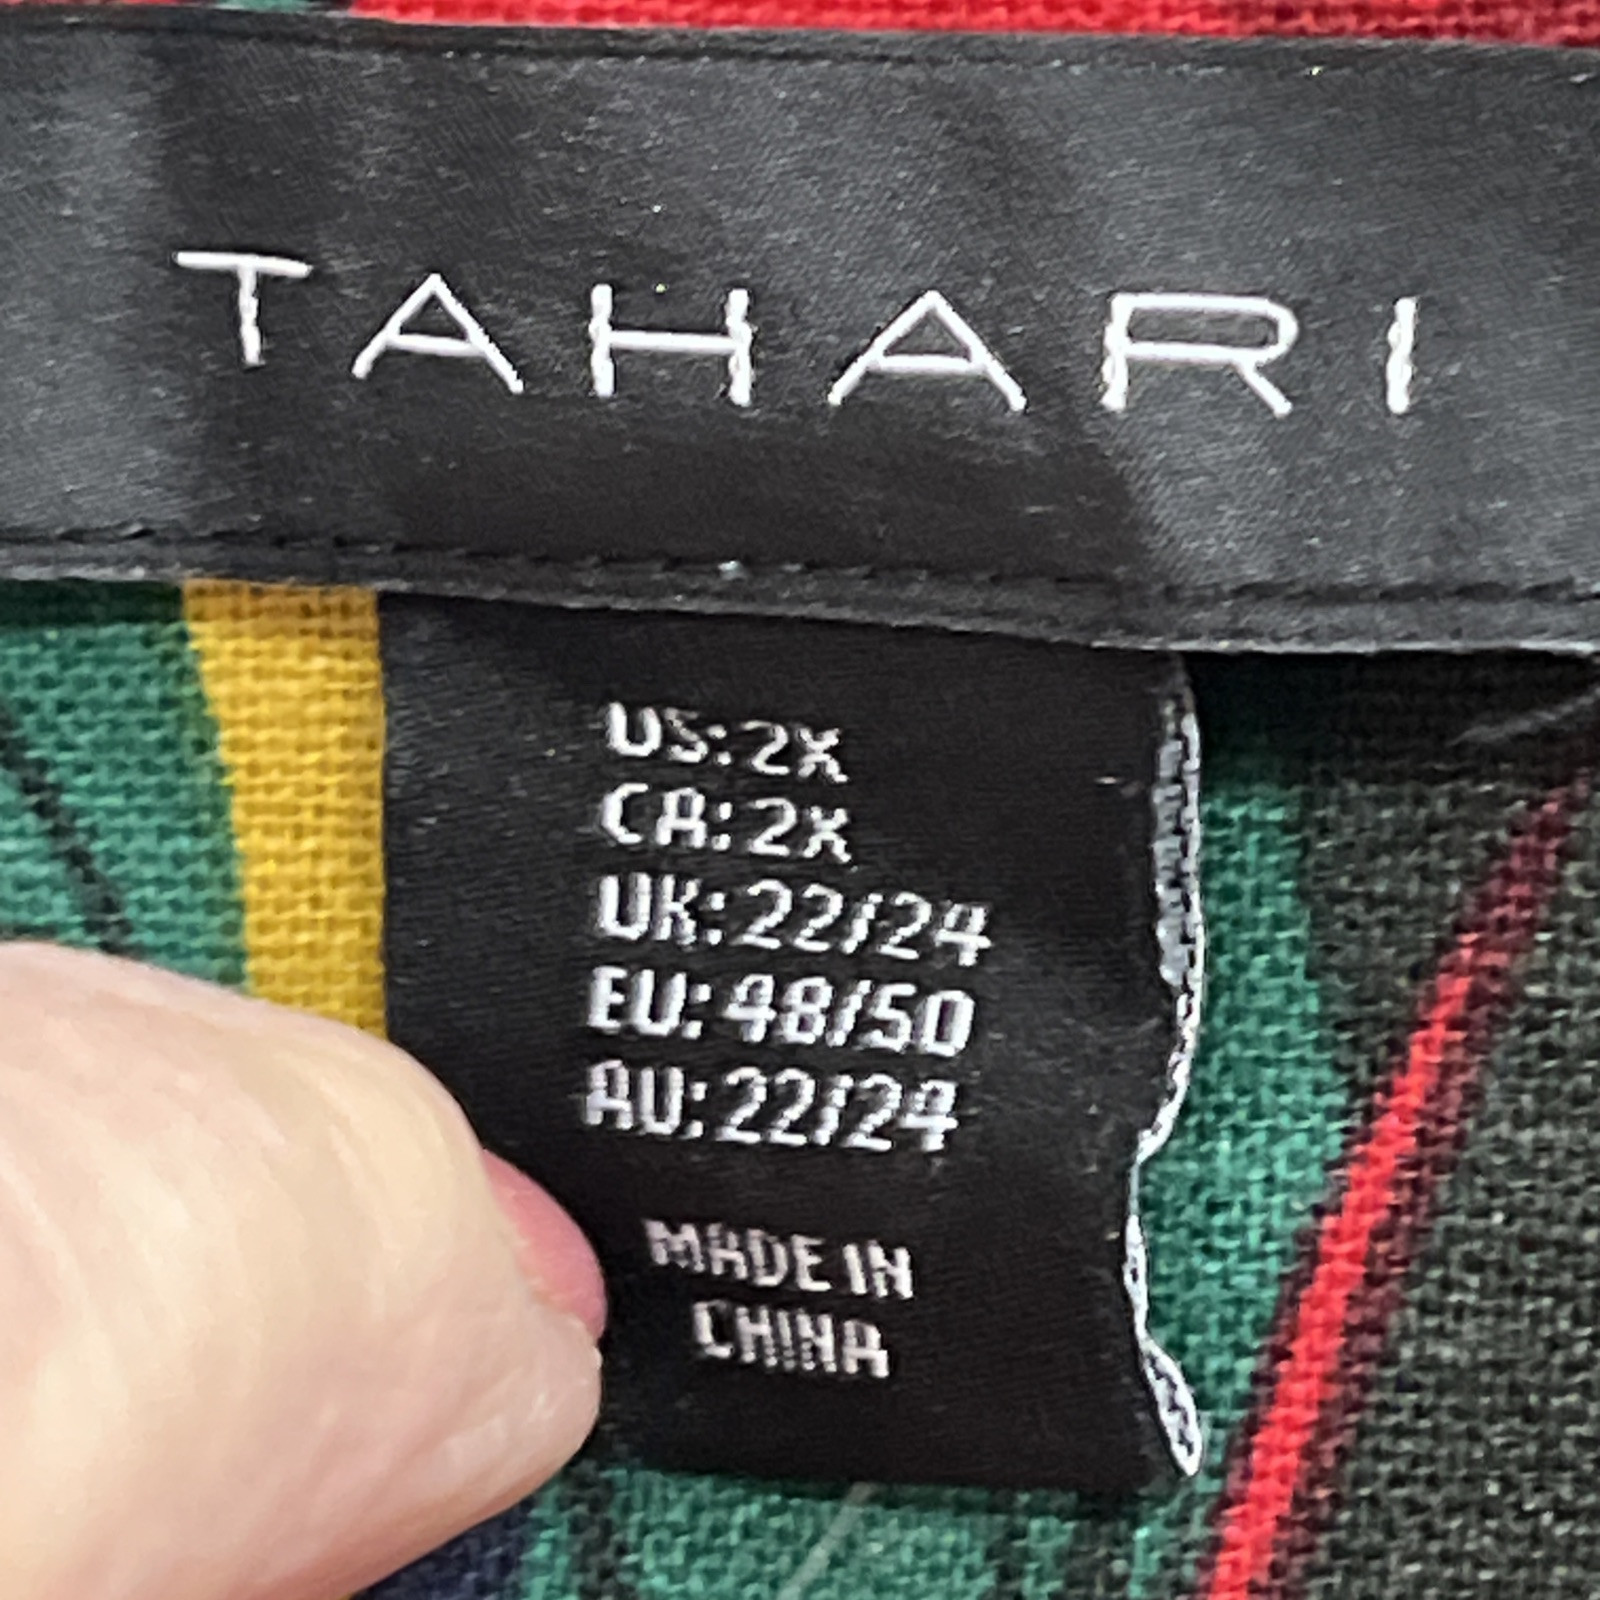 TAHARI
US: 2X
CA: 2X
UK: 22/24
EU: 48/50
AU: 22/24
MADE IN
CHINA